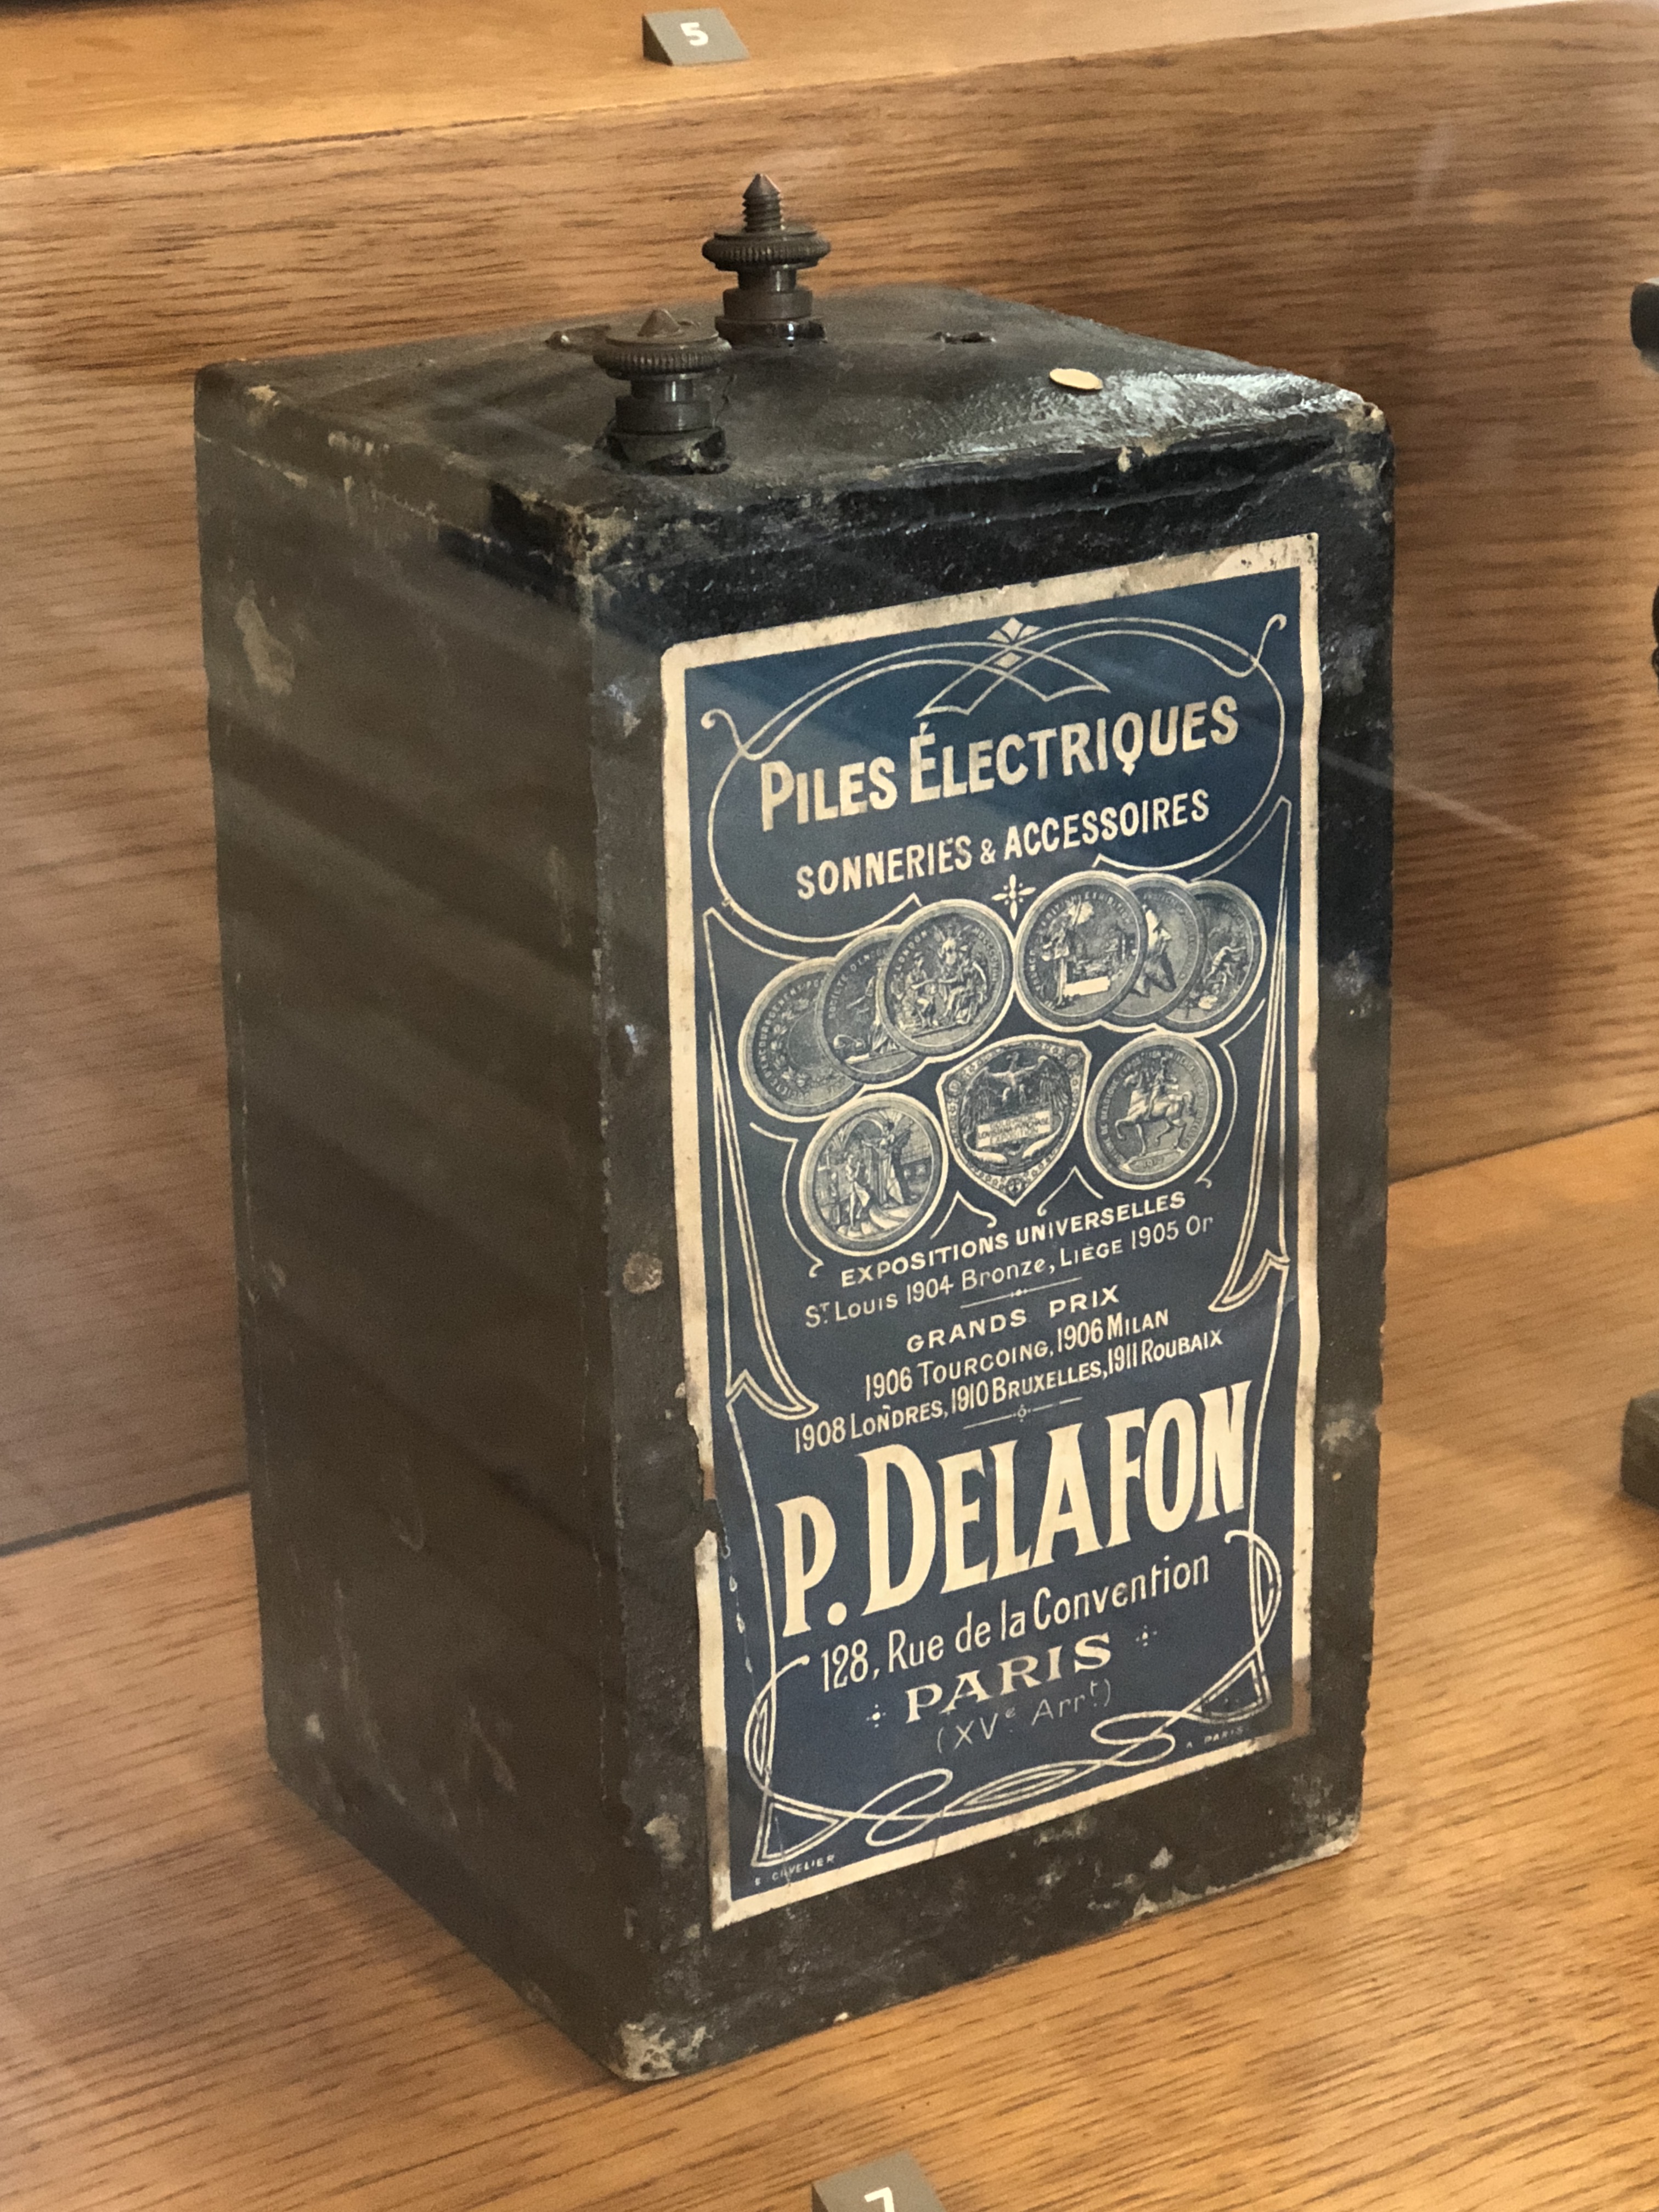 5
PILES ÉLECTRIQUES
SONNERIES & ACCESSOIRES
EXPOSITIONS UNIVERSELLES
ST LOUIS 1904 Bronze, LIÈGE 1905 Or
GRANDS PRIX
1906 TOURCOING, 1906 MILAN
1908 LONDRES, 1910 BRUXELLES, 1911 ROUBAIX
P. DELAFON
128, Rue de la Convention
PARIS
(XVe Arrt)
A PARIS
7